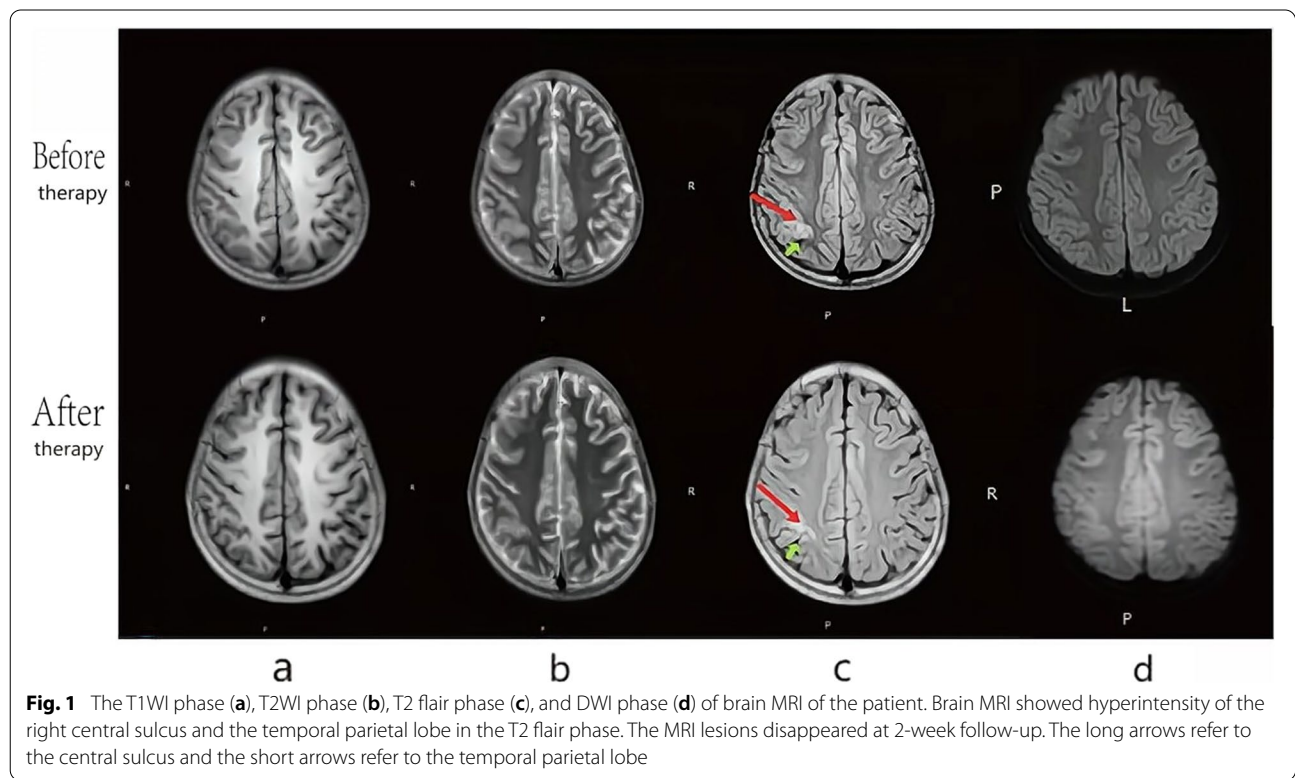 Before
therapy
R
R
R
P
P
P
P
L
After
therapy
R
R
R
R
P
P
P
P
a b c d
Fig. 1 The T1WI phase (a), T2WI phase (b), T2 flair phase (c), and DWI phase (d) of brain MRI of the patient. Brain MRI showed hyperintensity of the
right central sulcus and the temporal parietal lobe in the T2 flair phase. The MRI lesions disappeared at 2-week follow-up. The long arrows refer to
the central sulcus and the short arrows refer to the temporal parietal lobe